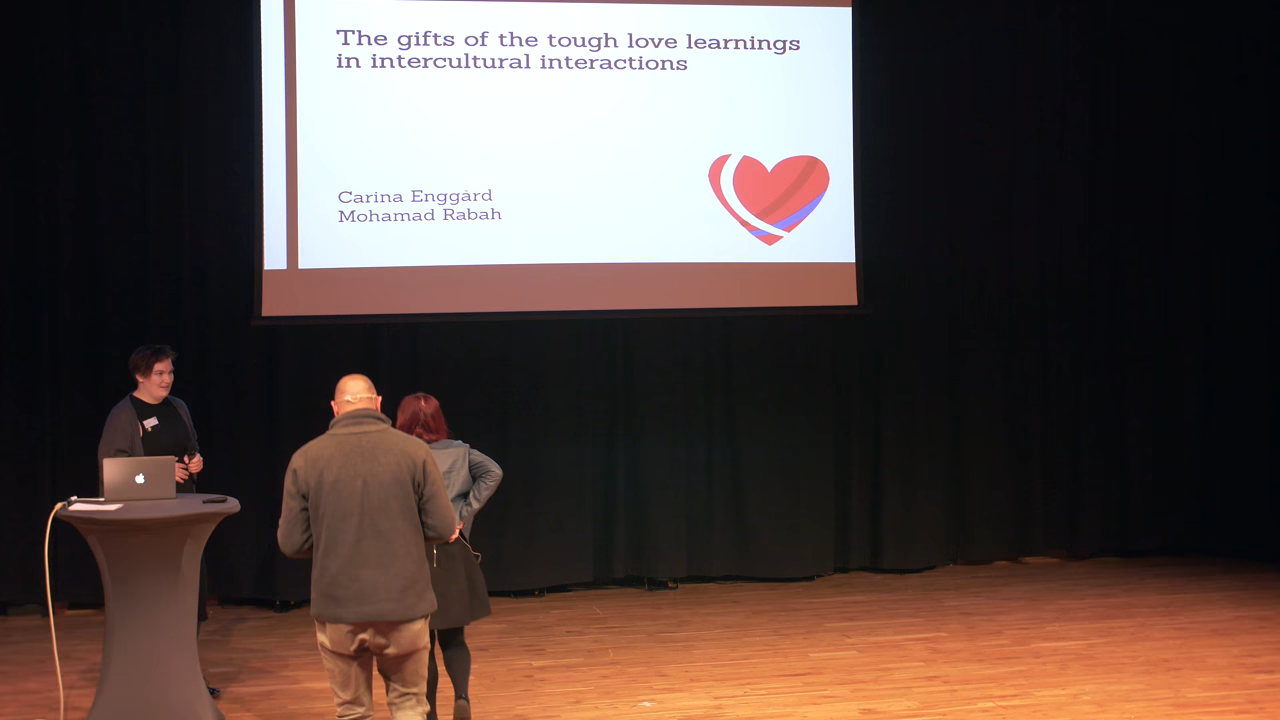 The gifts of the tough love learnings
in intercultural interactions
Carina Enggård
Mohamad Rabah